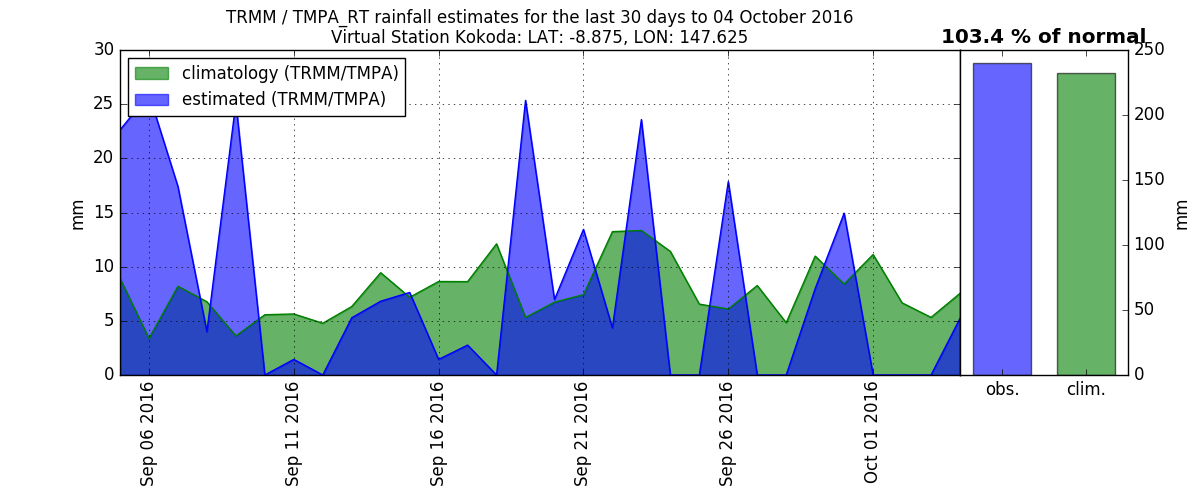 TRMM / TMPA_RT rainfall estimates for the last 30 days to 04 October 2016
Virtual Station Kokoda: LAT: -8.875, LON: 147.625
103.4 % of normal
climatology (TRMM/TMPA)
estimated (TRMM/TMPA)
30
25
20
15
10
5
0
mm
250
200
150
100
50
0
mm
Sep 06 2016
Sep 11 2016
Sep 16 2016
Sep 21 2016
Sep 26 2016
Oct 01 2016
obs.
clim.